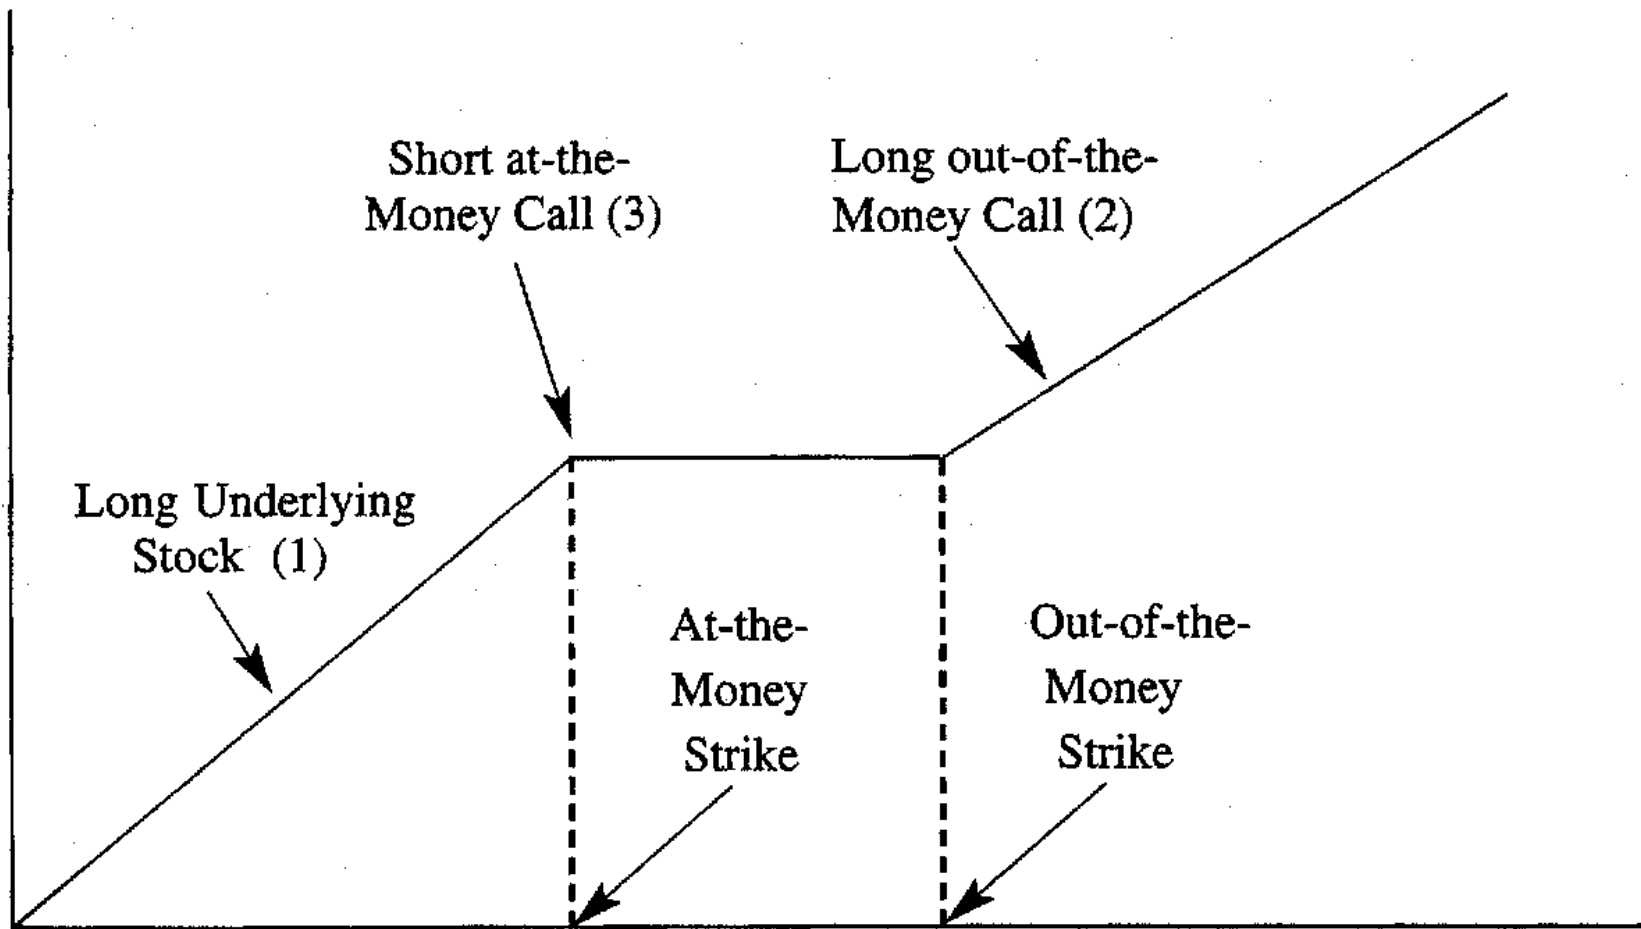 Short at-the-
Money Call (3)
Long out-of-the-
Money Call (2)
Long Underlying
Stock (1)
At-the-
Money
Strike
Out-of-the-
Money
Strike